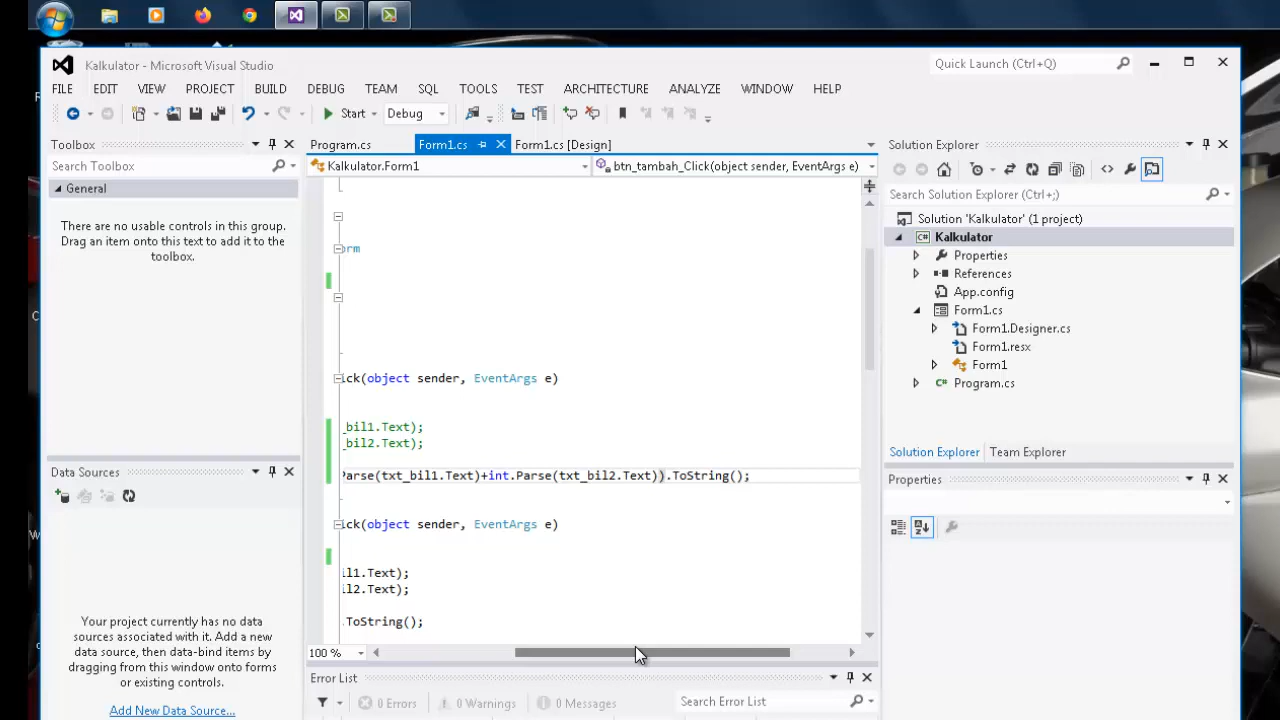 Kalkulator - Microsoft Visual Studio
Quick Launch (Ctrl+Q)
FILE EDIT VIEW PROJECT BUILD DEBUG TEAM SQL TOOLS TEST ARCHITECTURE ANALYZE WINDOW HELP
Start Debug
Toolbox
Search Toolbox
General
There are no usable controls in this group.
Drag an item onto this text to add it to the
toolbox.
Data Sources
Your project currently has no data
sources associated with it. Add a new
data source, then data-bind items by
dragging from this window onto forms
or existing controls.
Add New Data Source...
Program.cs Form1.cs Form1.cs [Design]
Kalkulator.Form1 btn_tambah_Click(object sender, EventArgs e)
orm
ick(object sender, EventArgs e)
_bil1.Text);
_bil2.Text);
Parse(txt_bil1.Text)+int.Parse(txt_bil2.Text)).ToString();
ick(object sender, EventArgs e)
il1.Text);
il2.Text);
.ToString();
100 %
Error List
0 Errors 0 Warnings 0 Messages Search Error List
Solution Explorer
Search Solution Explorer (Ctrl+;)
Solution 'Kalkulator' (1 project)
C# Kalkulator
Properties
References
App.config
Form1.cs
Form1.Designer.cs
Form1.resx
Form1
C# Program.cs
Solution Explorer Team Explorer
Properties